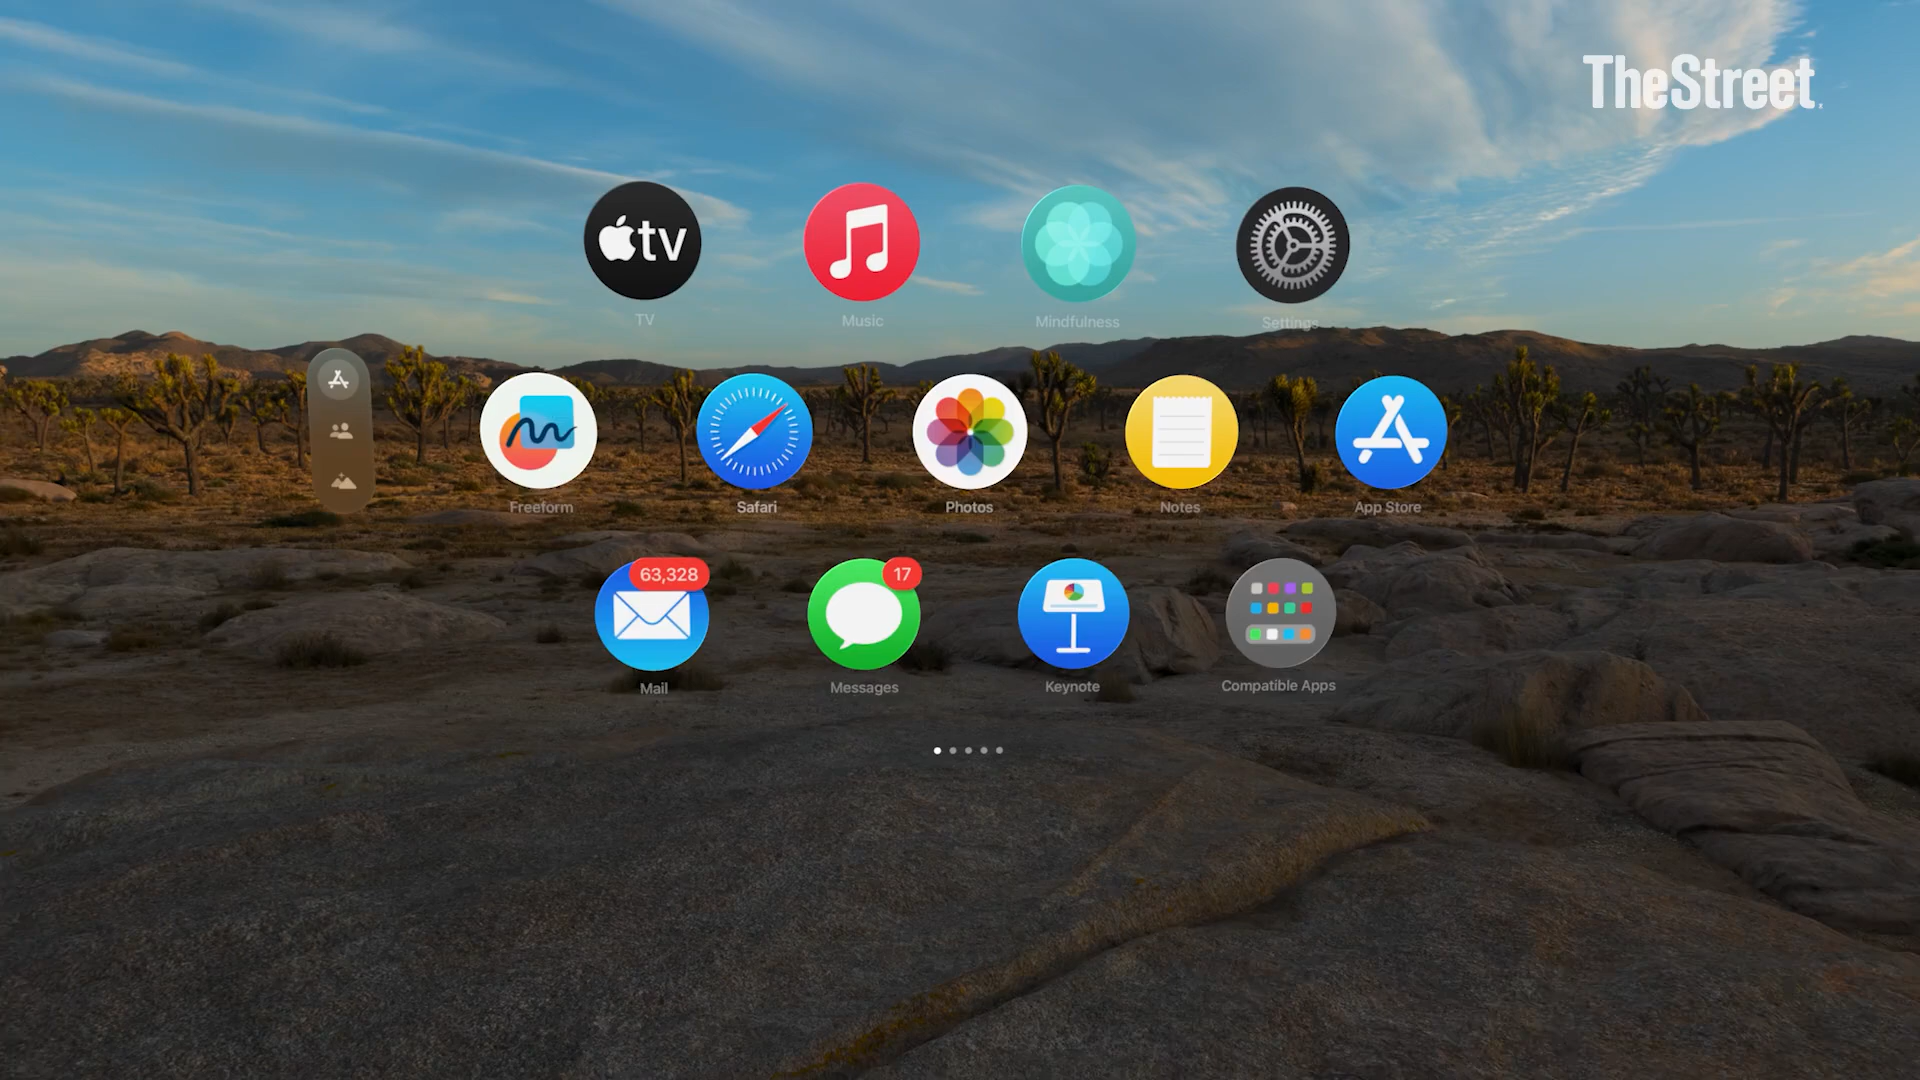 TheStreet.
tv
TV
Music
Mindfulness
Settings
Freeform
Safari
Photos
Notes
App Store
63,328
17
Mail
Messages
Keynote
Compatible Apps